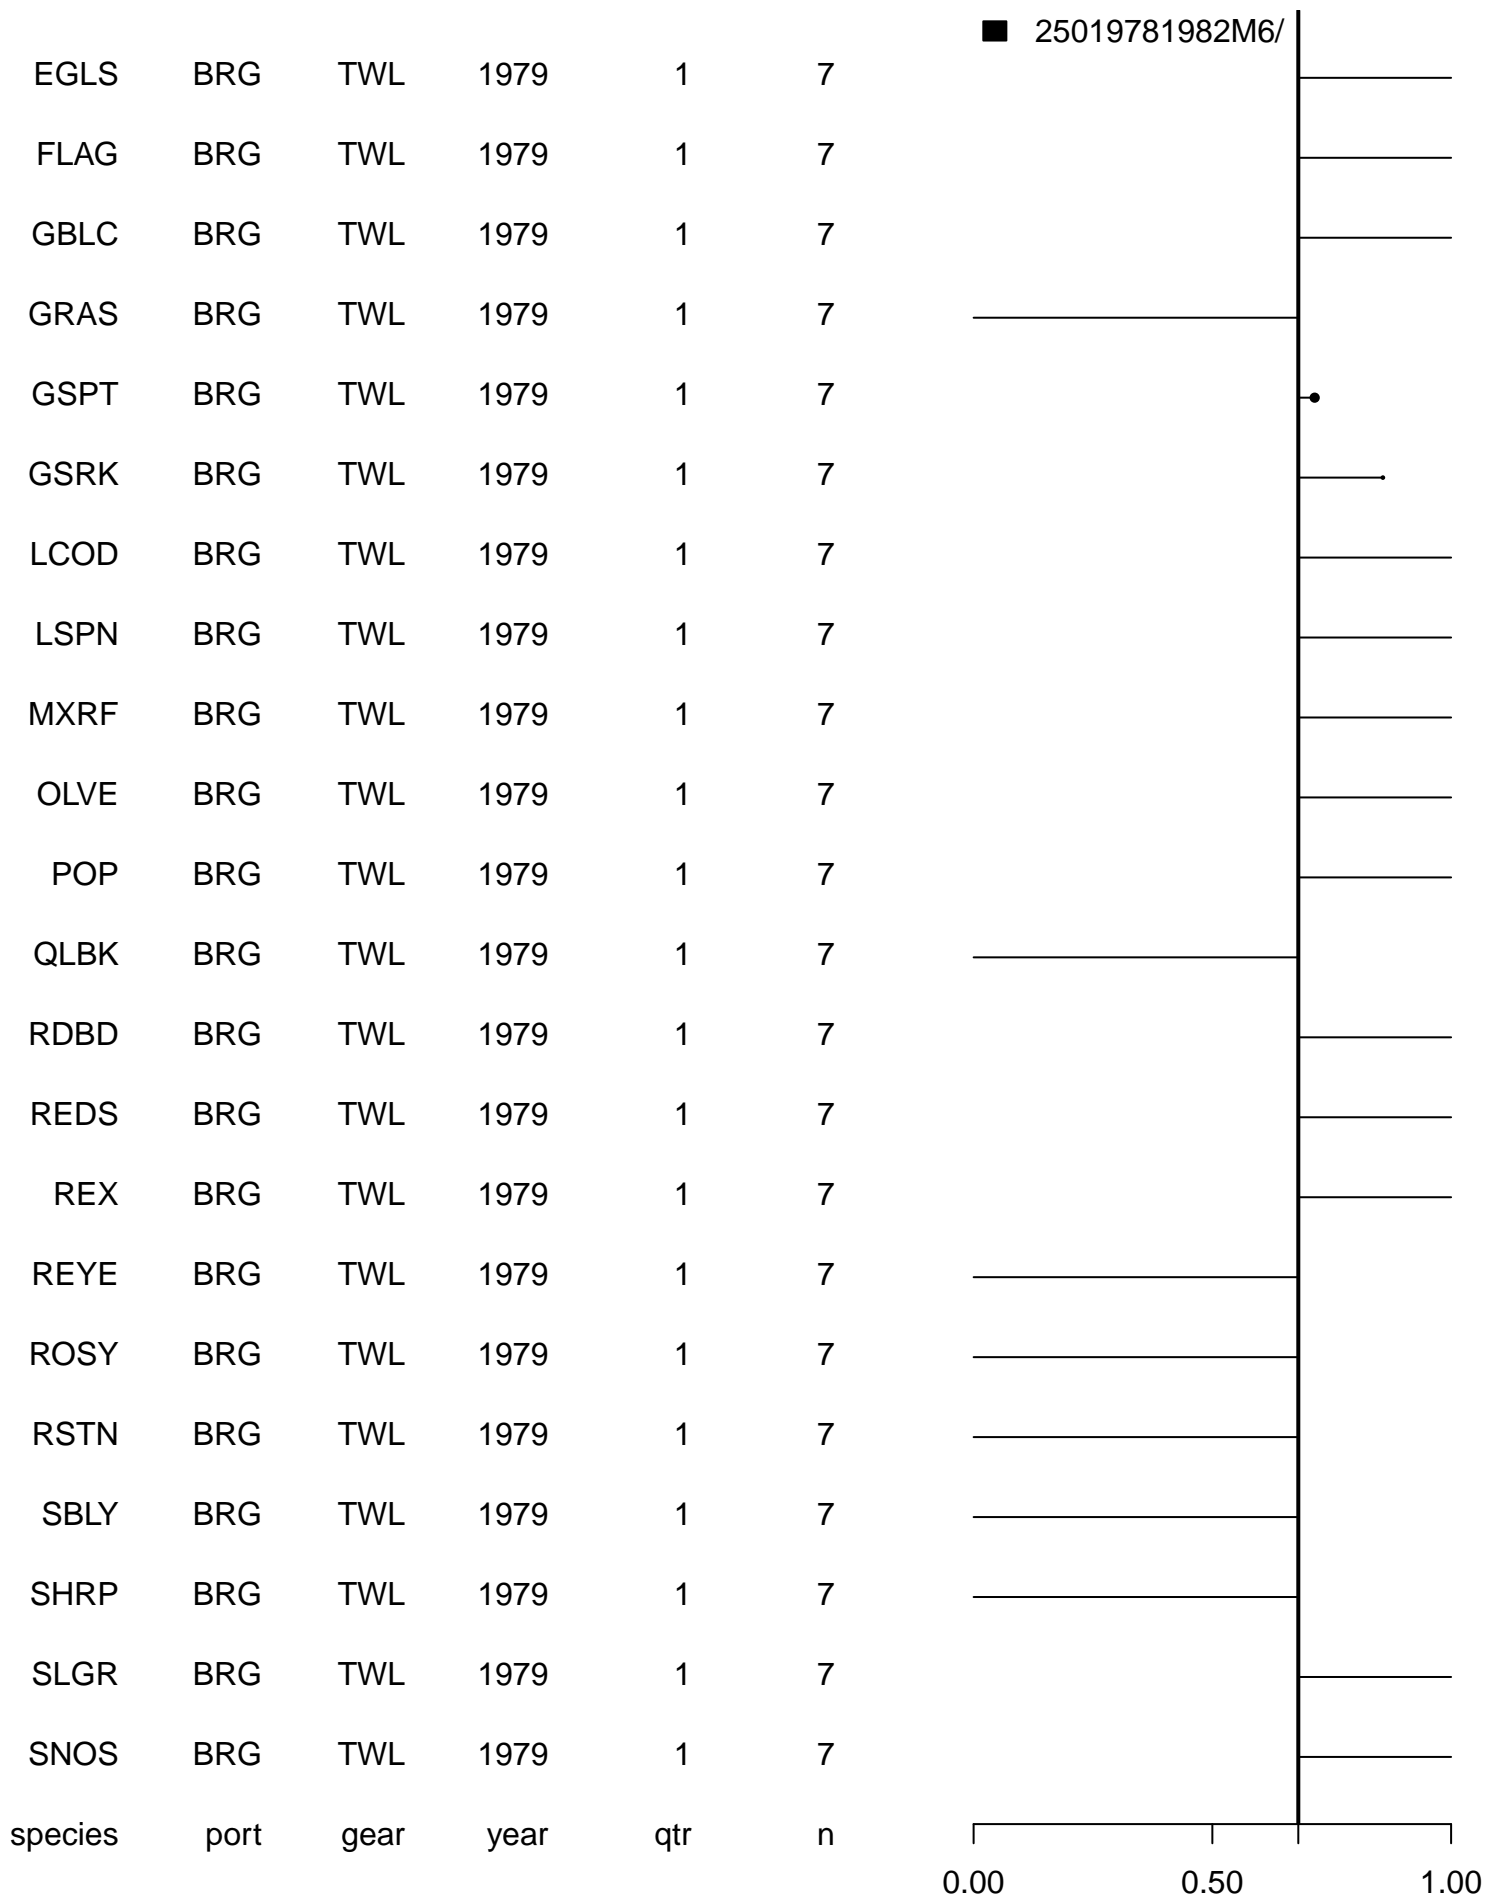 25019781982M6/
EGLS BRG TWL 1979 1 7
FLAG BRG TWL 1979 1 7
GBLC BRG TWL 1979 1 7
GRAS BRG TWL 1979 1 7
GSPT BRG TWL 1979 1 7
GSRK BRG TWL 1979 1 7
LCOD BRG TWL 1979 1 7
LSPN BRG TWL 1979 1 7
MXRF BRG TWL 1979 1 7
OLVE BRG TWL 1979 1 7
POP BRG TWL 1979 1 7
QLBK BRG TWL 1979 1 7
RDBD BRG TWL 1979 1 7
REDS BRG TWL 1979 1 7
REX BRG TWL 1979 1 7
REYE BRG TWL 1979 1 7
ROSY BRG TWL 1979 1 7
RSTN BRG TWL 1979 1 7
SBLY BRG TWL 1979 1 7
SHRP BRG TWL 1979 1 7
SLGR BRG TWL 1979 1 7
SNOS BRG TWL 1979 1 7
species port gear year qtr n
0.00 0.50 1.00